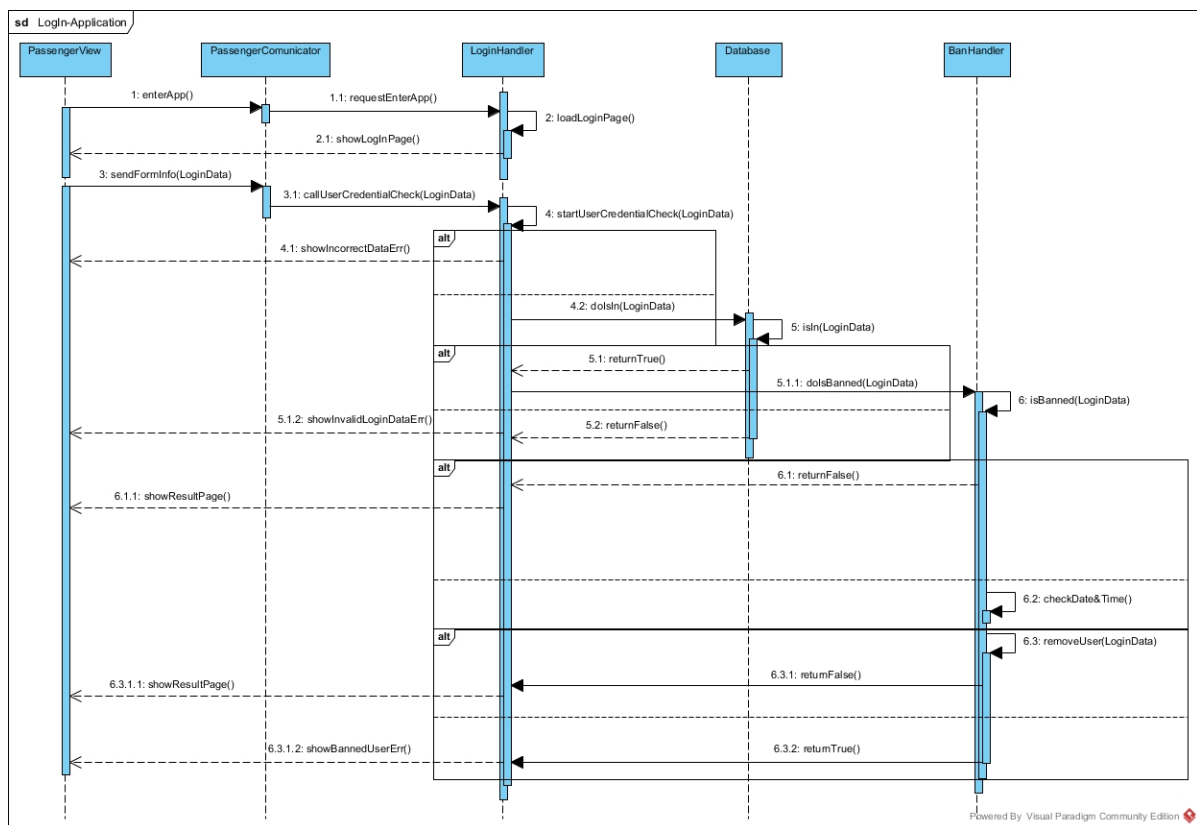 sd LogIn-Application
PassengerView
PassengerComunicator
LoginHandler
Database
BanHandler
1: enterApp()
1.1: requestEnterApp()
2: loadLoginPage()
2.1: showLogInPage()
3: sendFormInfo(LoginData)
3.1: callUserCredentialCheck(LoginData)
4: startUserCredentialCheck(LoginData)
alt
4.1: showIncorrectDataErr()
4.2: doIsIn(LoginData)
5: isIn(LoginData)
alt
5.1: returnTrue()
5.1.1: doIsBanned(LoginData)
6: isBanned(LoginData)
5.1.2: showInvalidLoginDataErr()
5.2: returnFalse()
alt
6.1: returnFalse()
6.1.1: showResultPage()
6.2: checkDate&Time()
alt
6.3: removeUser(LoginData)
6.3.1: returnFalse()
6.3.1.1: showResultPage()
6.3.1.2: showBannedUserErr()
6.3.2: returnTrue()
Powered By Visual Paradigm Community Edition